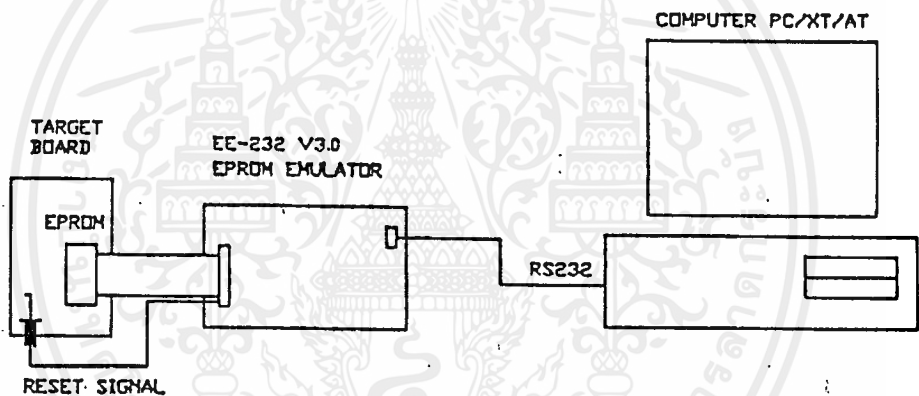 COMPUTER PC/XT/AT
TARGET
BOARD
EE-232 V3.0
EPROM EMULATOR
EPROM
RS232
RESET SIGNAL